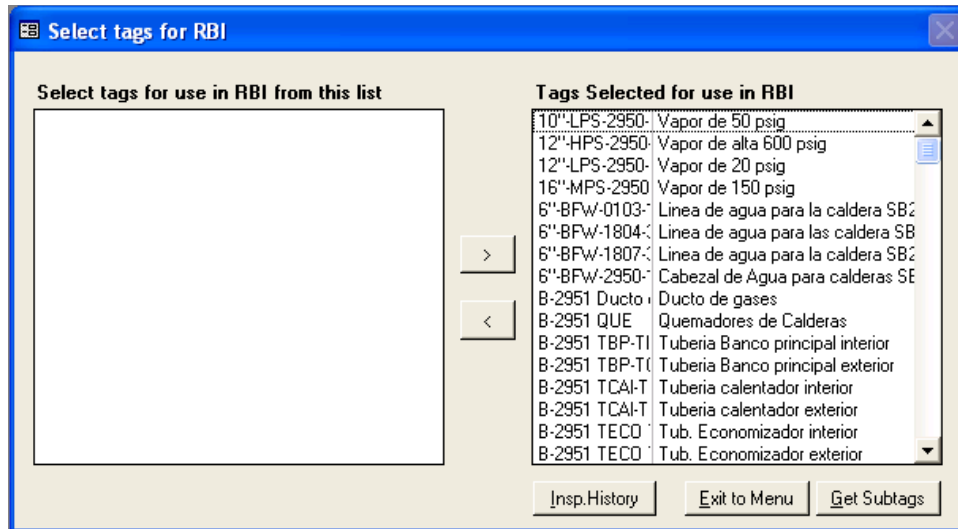 Select tags for RBI
Select tags for use in RBI from this list
Tags Selected for use in RBI
10"-LPS-2950- Vapor de 50 psig
12"-HPS-2950- Vapor de alta 600 psig
12"-LPS-2950- Vapor de 20 psig
16"-MPS-2950 Vapor de 150 psig
6"-BFW-0103- Linea de agua para la caldera SB2
6"-BFW-1804- Linea de agua para las caldera SB
6"-BFW-1807- Linea de agua para la caldera SB2
6"-BFW-2950- Cabezal de Agua para calderas SB
B-2951 Ducto Ducto de gases
B-2951 QUE Quemadores de Calderas
B-2951 TBP-TI Tuberia Banco principal interior
B-2951 TBP-T Tuberia Banco principal exterior
B-2951 TCAI-T Tuberia calentador interior
B-2951 TCAI-T Tuberia calentador exterior
B-2951 TECO Tub. Economizador interior
B-2951 TECO Tub. Economizador exterior
>
<
Insp.History Exit to Menu Get Subtags